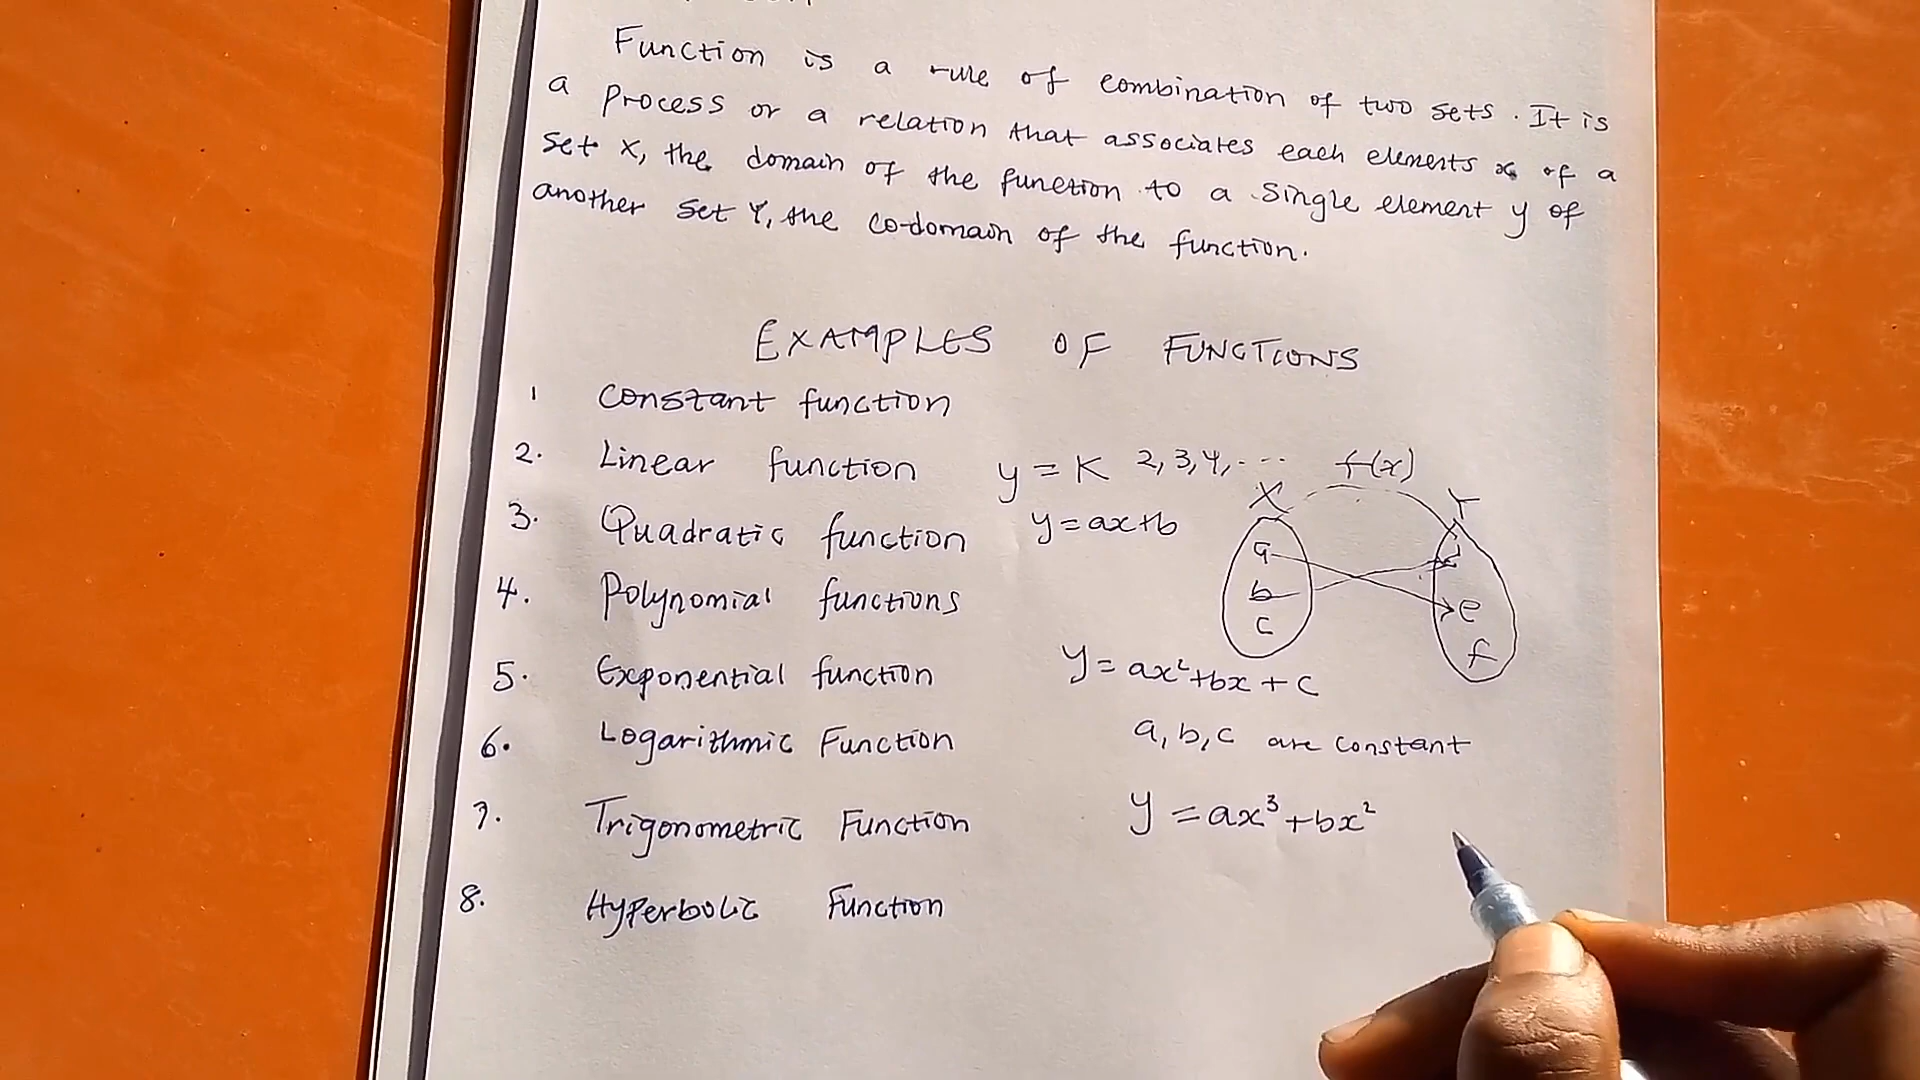 Function is a rule of combination of two sets. It is
a process or a relation that associates each elements x of a
set X, the domain of the function to a single element y of
another set Y, the co-domain of the function.
EXAMPLES OF FUNCTIONS
1 Constant function
2. Linear function
y = K 2, 3, 4, ...
f(x)
3. Quadratic function
y = ax+b
X
Y
a
b
c
e
f
4. Polynomial functions
5. Exponential function
y = ax²+bx + c
6. Logarithmic Function
a, b, c are constant
7. Trigonometric Function
y = ax³+bx²
8. Hyperbolic Function